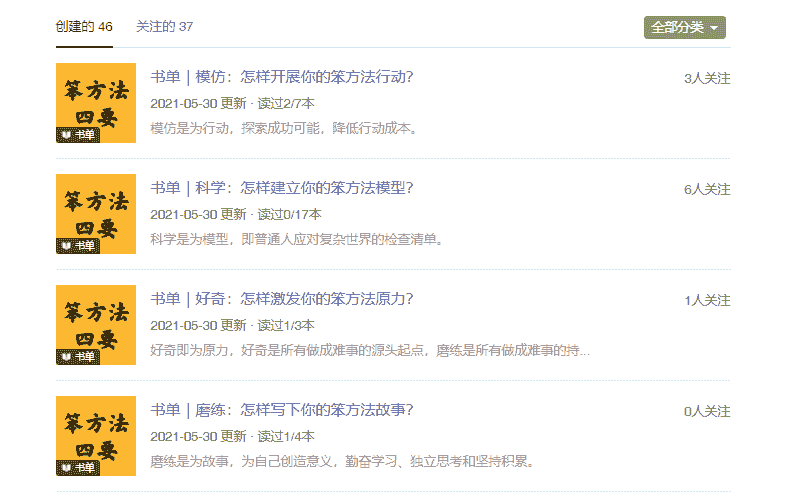 创建的 46 关注的 37 全部分类
笨方法
四要
书单
书单｜模仿：怎样开展你的笨方法行动？
3人关注
2021-05-30 更新 · 读过2/7本
模仿是为行动，探索成功可能，降低行动成本。
笨方法
四要
书单
书单｜科学：怎样建立你的笨方法模型？
6人关注
2021-05-30 更新 · 读过0/17本
科学是为模型，即普通人应对复杂世界的检查清单。
笨方法
四要
书单
书单｜好奇：怎样激发你的笨方法原力？
1人关注
2021-05-30 更新 · 读过1/3本
好奇即为原力，好奇是所有做成难事的源头起点，磨练是所有做成难事的持...
笨方法
四要
书单
书单｜磨练：怎样写下你的笨方法故事？
0人关注
2021-05-30 更新 · 读过1/4本
磨练是为故事，为自己创造意义，勤奋学习、独立思考和坚持积累。